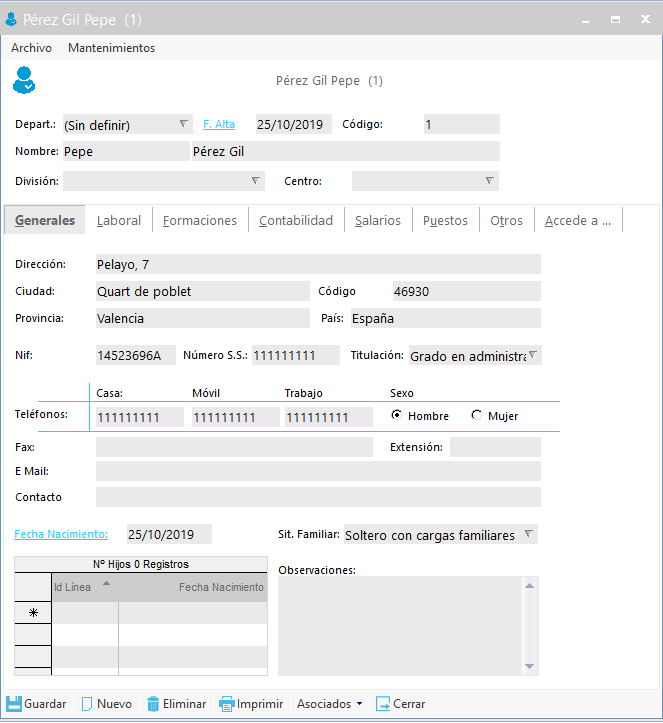 Pérez Gil Pepe (1)
Archivo Mantenimientos
Pérez Gil Pepe (1)
Depart.: (Sin definir) F. Alta 25/10/2019 Código: 1
Nombre: Pepe Pérez Gil
División: Centro:
Generales Laboral Formaciones Contabilidad Salarios Puestos Otros Accede a ...
Dirección: Pelayo, 7
Ciudad: Quart de poblet Código 46930
Provincia: Valencia País: España
Nif: 14523696A Número S.S.: 111111111 Titulación: Grado en administra
Casa: Móvil Trabajo Sexo
Teléfonos: 111111111 111111111 111111111 Hombre Mujer
Fax: Extensión:
E Mail:
Contacto
Fecha Nacimiento: 25/10/2019 Sit. Familiar: Soltero con cargas familiares
Nº Hijos 0 Registros Observaciones:
Id Línea Fecha Nacimiento
Guardar Nuevo Eliminar Imprimir Asociados Cerrar